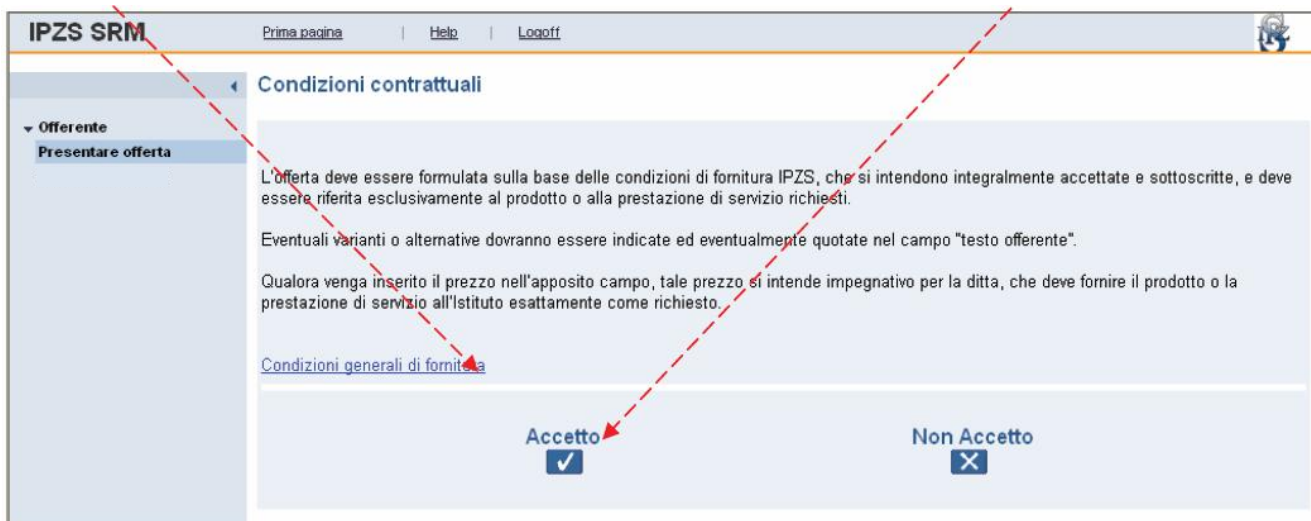 IPZS SRM
Prima pagina | Help | Logoff
Condizioni contrattuali
Offerente
Presentare offerta
L'offerta deve essere formulata sulla base delle condizioni di fornitura IPZS, che si intendono integralmente accettate e sottoscritte, e deve
essere riferita esclusivamente al prodotto o alla prestazione di servizio richiesti.
Eventuali varianti o alternative dovranno essere indicate ed eventualmente quotate nel campo "testo offerente".
Qualora venga inserito il prezzo nell'apposito campo, tale prezzo si intende impegnativo per la ditta, che deve fornire il prodotto o la
prestazione di servizio all'Istituto esattamente come richiesto.
Condizioni generali di fornitura
Accetto
Non Accetto